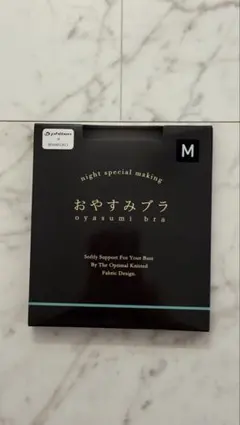 phiten
M
night special making
おやすみブラ
oyasumi bra
Softly Support For Your Bust
By The Optimal Knitted
Fabric Design.